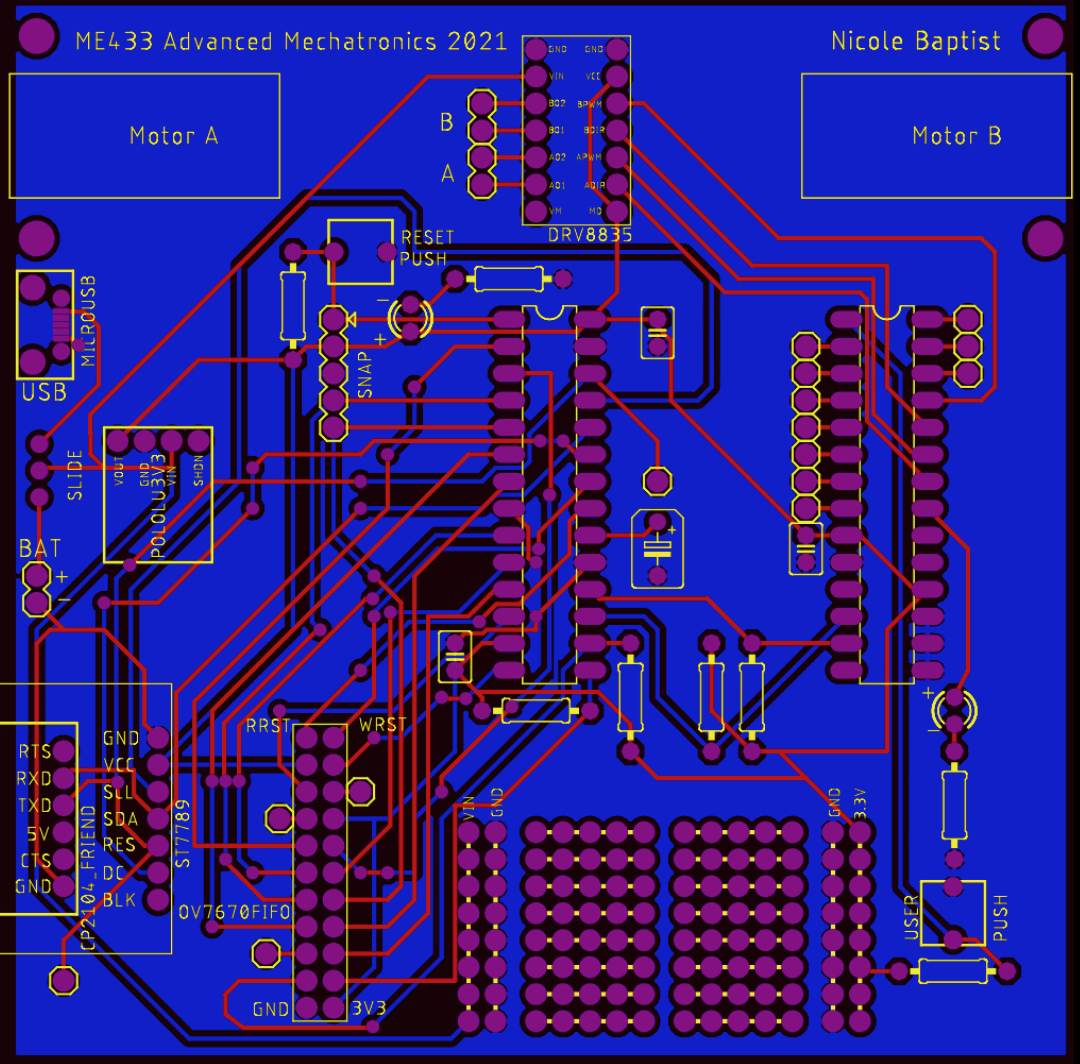 ME433 Advanced Mechatronics 2021
Nicole Baptist
GND GND
VIN VCC
BO2 BPWM
BO1 BDIR
AO2 APWM
AO1 ADIR
VM MD
DRV8835
B
A
Motor A
Motor B
RESET
PUSH
MICROUSB
USB
−
+
SNAP
SLIDE
VOUT
GND
VIN
SHDN
POLOLU3V3
BAT
+
−
+
+
−
RRST
WRST
GND
VCC
SCL
SDA
RES
DC
BLK
ST7789
RTS
RXD
TXD
5V
CTS
GND
CP2104_FRIEND
OV7670FIFO
GND
3V3
VIN
GND
GND
3.3V
USER
PUSH